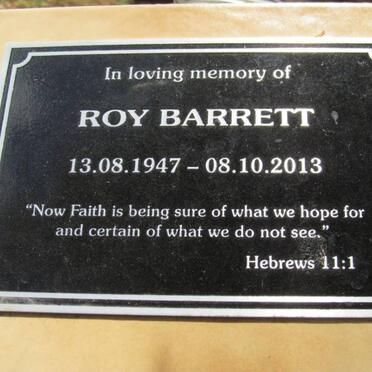 In loving memory of
ROY BARRETT
13.08.1947 – 08.10.2013
“Now Faith is being sure of what we hope for
and certain of what we do not see.”
Hebrews 11:1